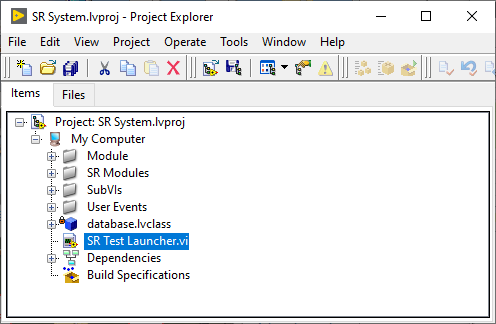 SR System.lvproj - Project Explorer
File Edit View Project Operate Tools Window Help
Items Files
Project: SR System.lvproj
My Computer
Module
SR Modules
SubVIs
User Events
database.lvclass
SR Test Launcher.vi
Dependencies
Build Specifications